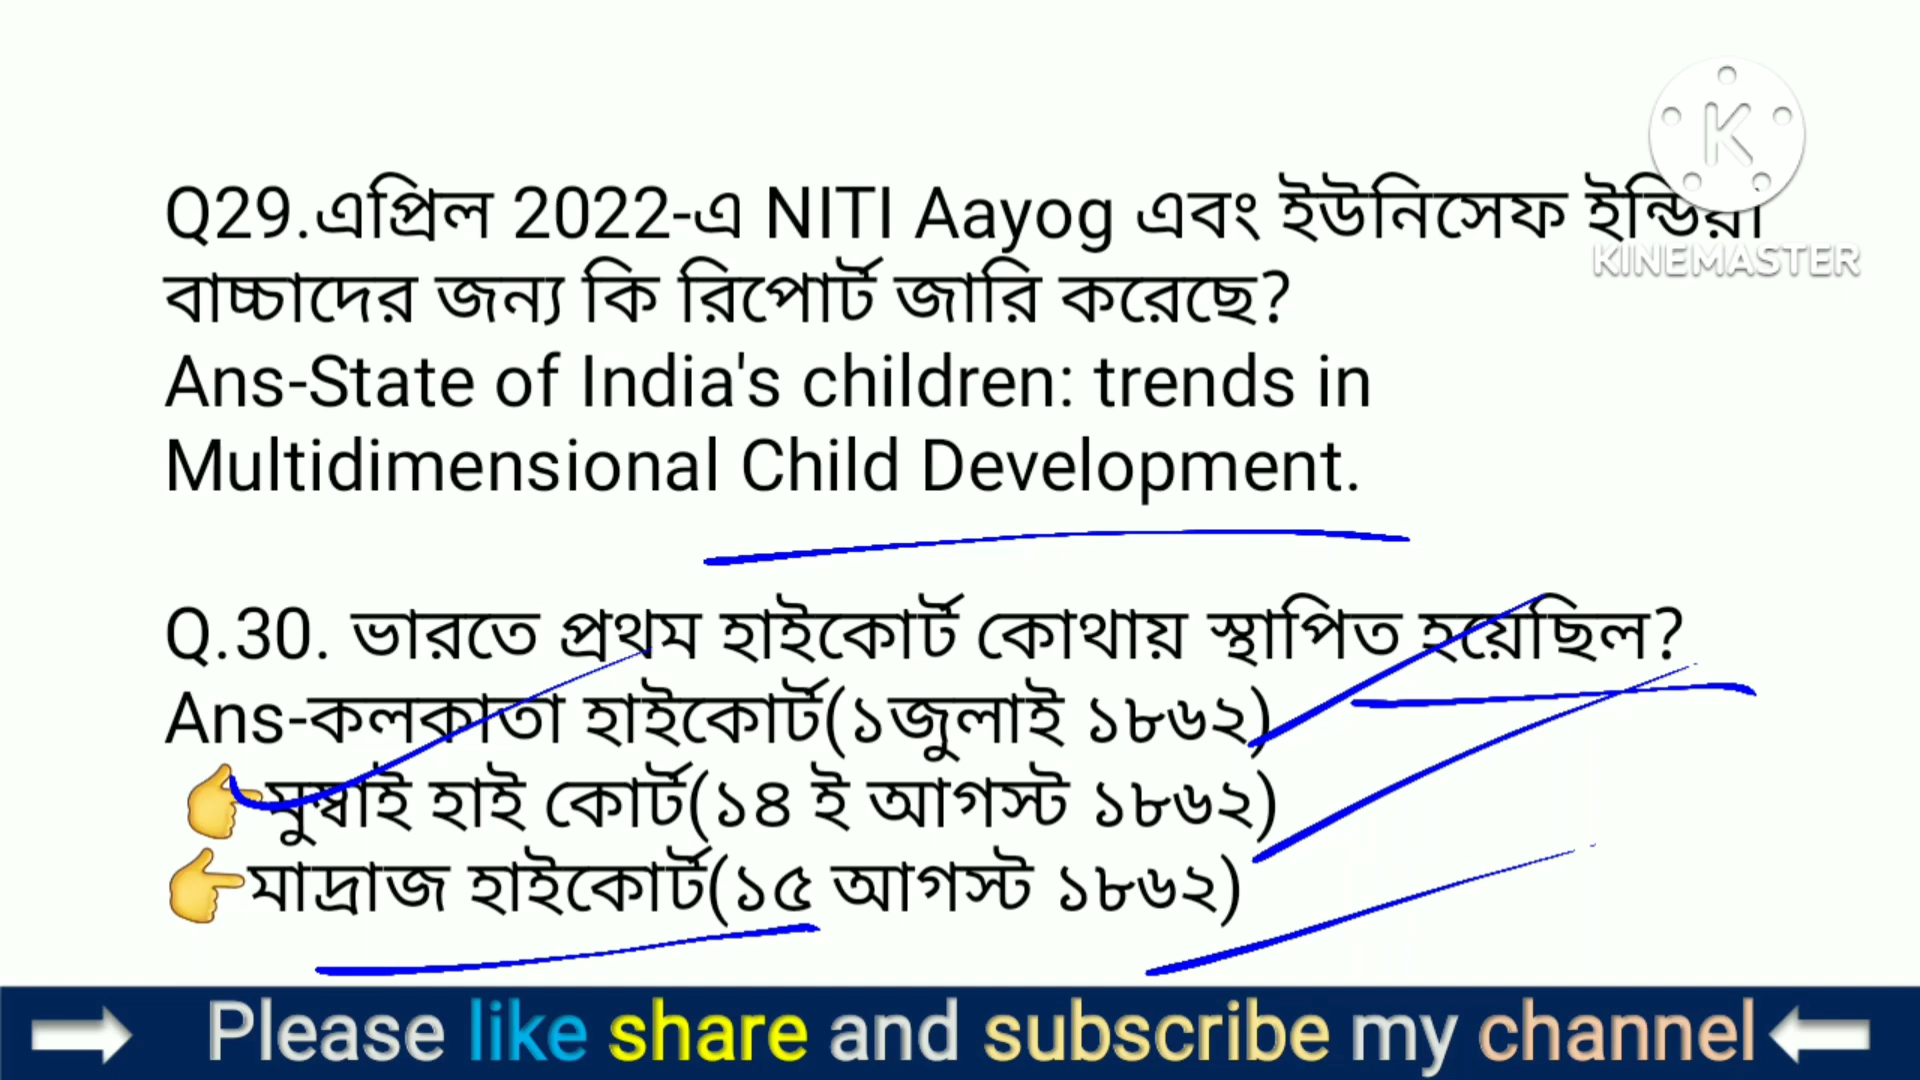 Q29.এপ্রিল 2022-এ NITI Aayog এবং ইউনিসেফ ইন্ডিয়া
বাচ্চাদের জন্য কি রিপোর্ট জারি করেছে?
Ans-State of India's children: trends in
Multidimensional Child Development.
Q.30. ভারতে প্রথম হাইকোর্ট কোথায় স্থাপিত হয়েছিল?
Ans-কলকাতা হাইকোর্ট(১জুলাই ১৮৬২)
👉মুম্বাই হাই কোর্ট(১৪ ই আগস্ট ১৮৬২)
👉মাদ্রাজ হাইকোর্ট(১৫ আগস্ট ১৮৬২)
K
KINEMASTER
Please like share and subscribe my channel